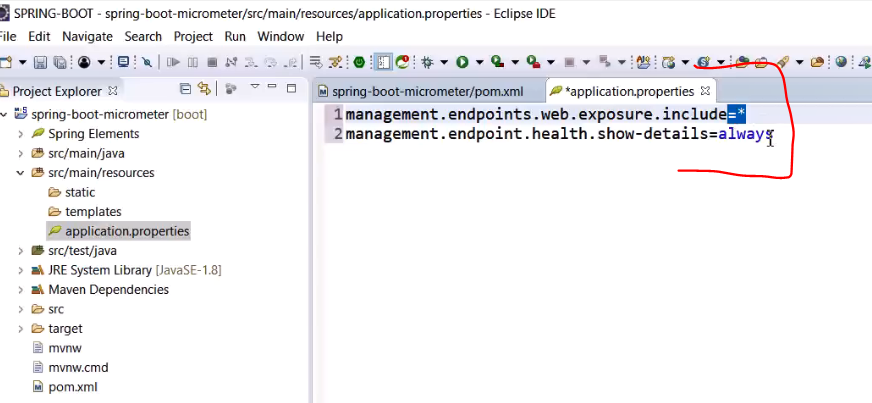 SPRING-BOOT - spring-boot-micrometer/src/main/resources/application.properties - Eclipse IDE
File Edit Navigate Search Project Run Window Help
Project Explorer
spring-boot-micrometer [boot]
Spring Elements
src/main/java
src/main/resources
static
templates
application.properties
src/test/java
JRE System Library [JavaSE-1.8]
Maven Dependencies
src
target
mvnw
mvnw.cmd
pom.xml
spring-boot-micrometer/pom.xml *application.properties
1 management.endpoints.web.exposure.include=*
2 management.endpoint.health.show-details=always